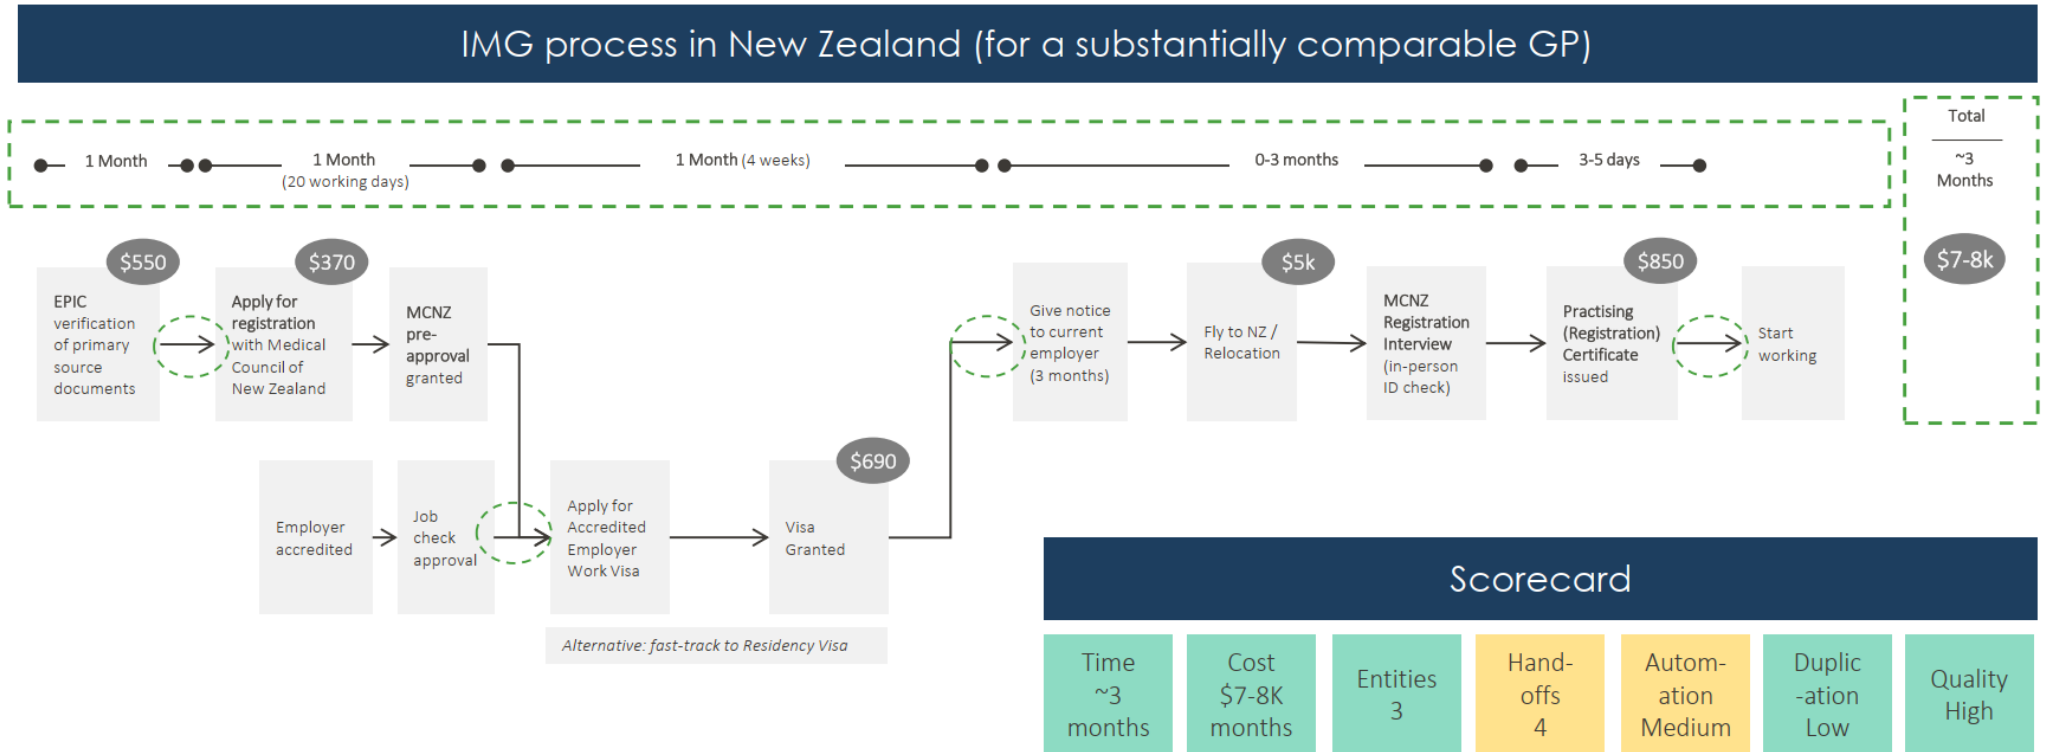 IMG process in New Zealand (for a substantially comparable GP)
1 Month
1 Month
(20 working days)
1 Month (4 weeks)
0-3 months
3-5 days
Total
~3
Months
$7-8k
$550
EPIC
verification
of primary
source
documents
$370
Apply for
registration
with Medical
Council of
New Zealand
MCNZ
pre-
approval
granted
Employer
accredited
Job
check
approval
Apply for
Accredited
Employer
Work Visa
$690
Visa
Granted
Alternative: fast-track to Residency Visa
Give notice
to current
employer
(3 months)
$5k
Fly to NZ /
Relocation
MCNZ
Registration
Interview
(in-person
ID check)
$850
Practising
(Registration)
Certificate
issued
Start
working
Scorecard
Time
~3
months
Cost
$7-8K
months
Entities
3
Hand-
offs
4
Autom-
ation
Medium
Duplic
-ation
Low
Quality
High